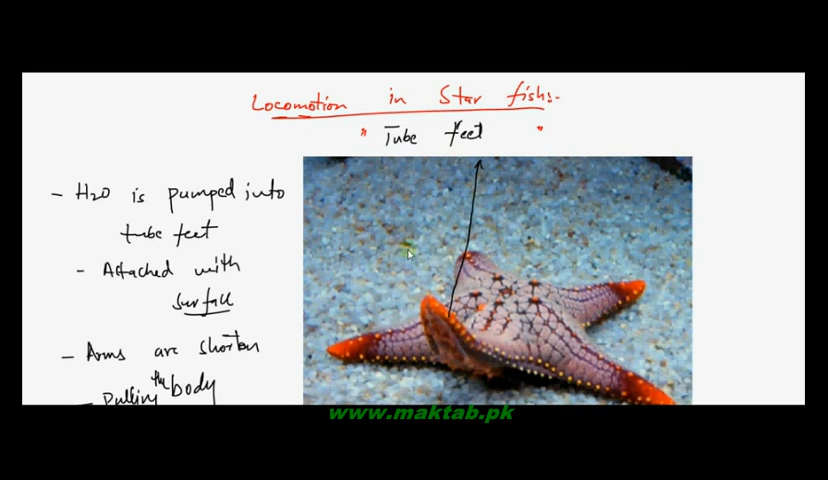 Locomotion in Star fish:-
" Tube feet "
- H2O is pumped into
tube feet
- Attached with
surface
- Arms are shorten
- Pulling the body
www.maktab.pk